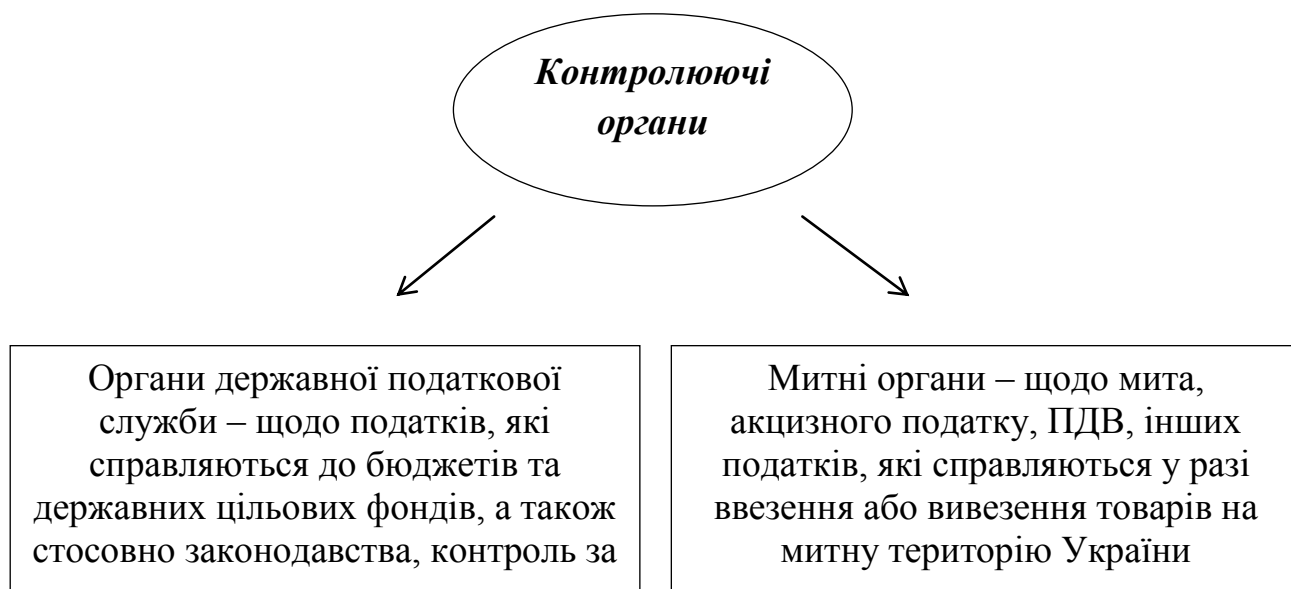 Контролюючі
органи
Органи державної податкової
служби – щодо податків, які
справляються до бюджетів та
державних цільових фондів, а також
стосовно законодавства, контроль за
Митні органи – щодо мита,
акцизного податку, ПДВ, інших
податків, які справляються у разі
ввезення або вивезення товарів на
митну територію України